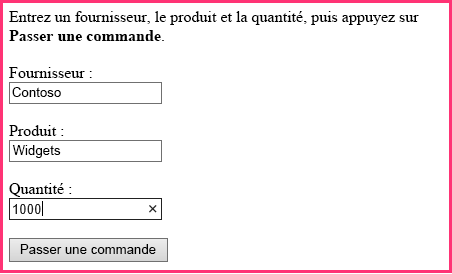 Entrez un fournisseur, le produit et la quantité, puis appuyez sur
Passer une commande.
Fournisseur :
Contoso
Produit :
Widgets
Quantité :
1000
Passer une commande